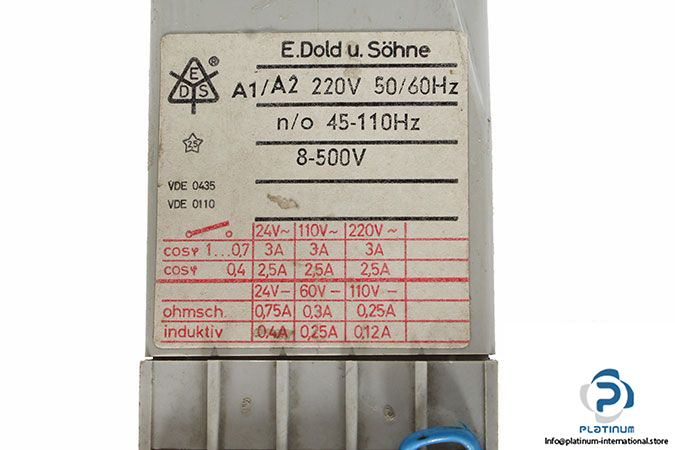 E.Dold u. Söhne
E
D S ®
A1/A2 220V 50/60Hz
n/o 45-110Hz
25
8-500V
VDE 0435
VDE 0110
24V~ 110V~ 220V~
cosφ 1...0,7 3A 3A 3A
cosφ 0,4 2,5A 2,5A 2,5A
24V- 60V- 110V-
ohmsch. 0,75A 0,3A 0,25A
induktiv 0,4A 0,25A 0,12A
PLATINUM
Info@platinum-international.store